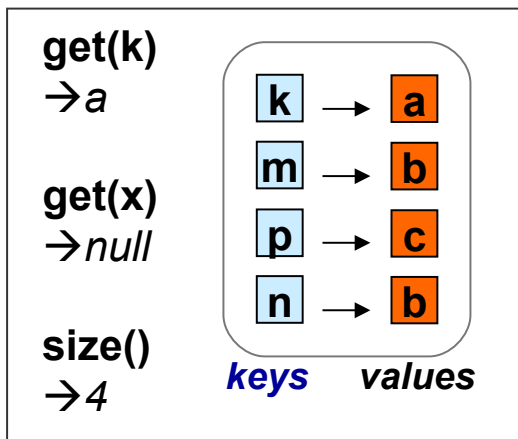 get(k)
→a
get(x)
→null
size()
→4
k → a
m → b
p → c
n → b
keys values